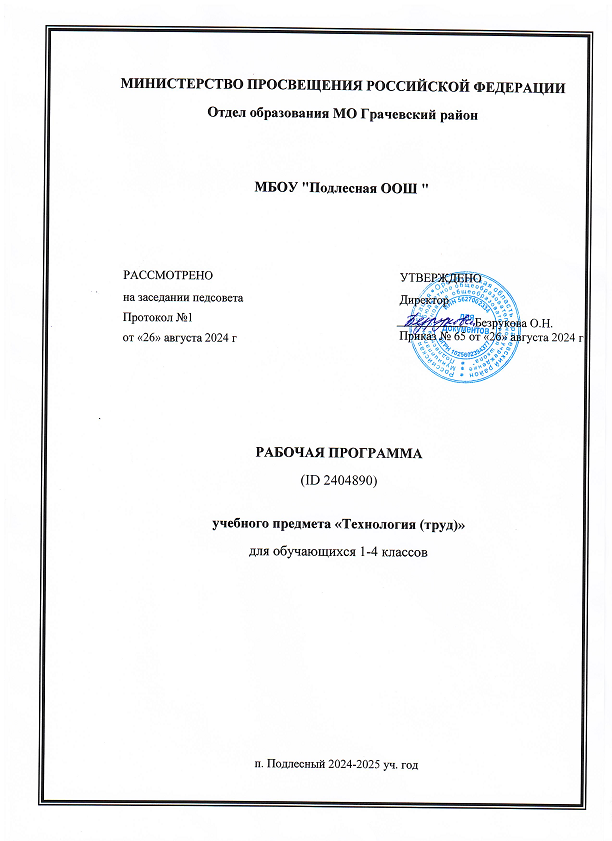 МИНИСТЕРСТВО ПРОСВЕЩЕНИЯ РОССИЙСКОЙ ФЕДЕРАЦИИ
Отдел образования МО Грачевский район
МБОУ "Подлесная ООШ "
РАССМОТРЕНО
на заседании педсовета
Протокол №1
от «26» августа 2024 г
УТВЕРЖДЕНО
Директор
Безрукова О.Н.
Приказ № 65 от «26» августа 2024 г
для
документов
РАБОЧАЯ ПРОГРАММА
(ID 2404890)
учебного предмета «Технология (труд)»
для обучающихся 1-4 классов
п. Подлесный 2024-2025 уч. год